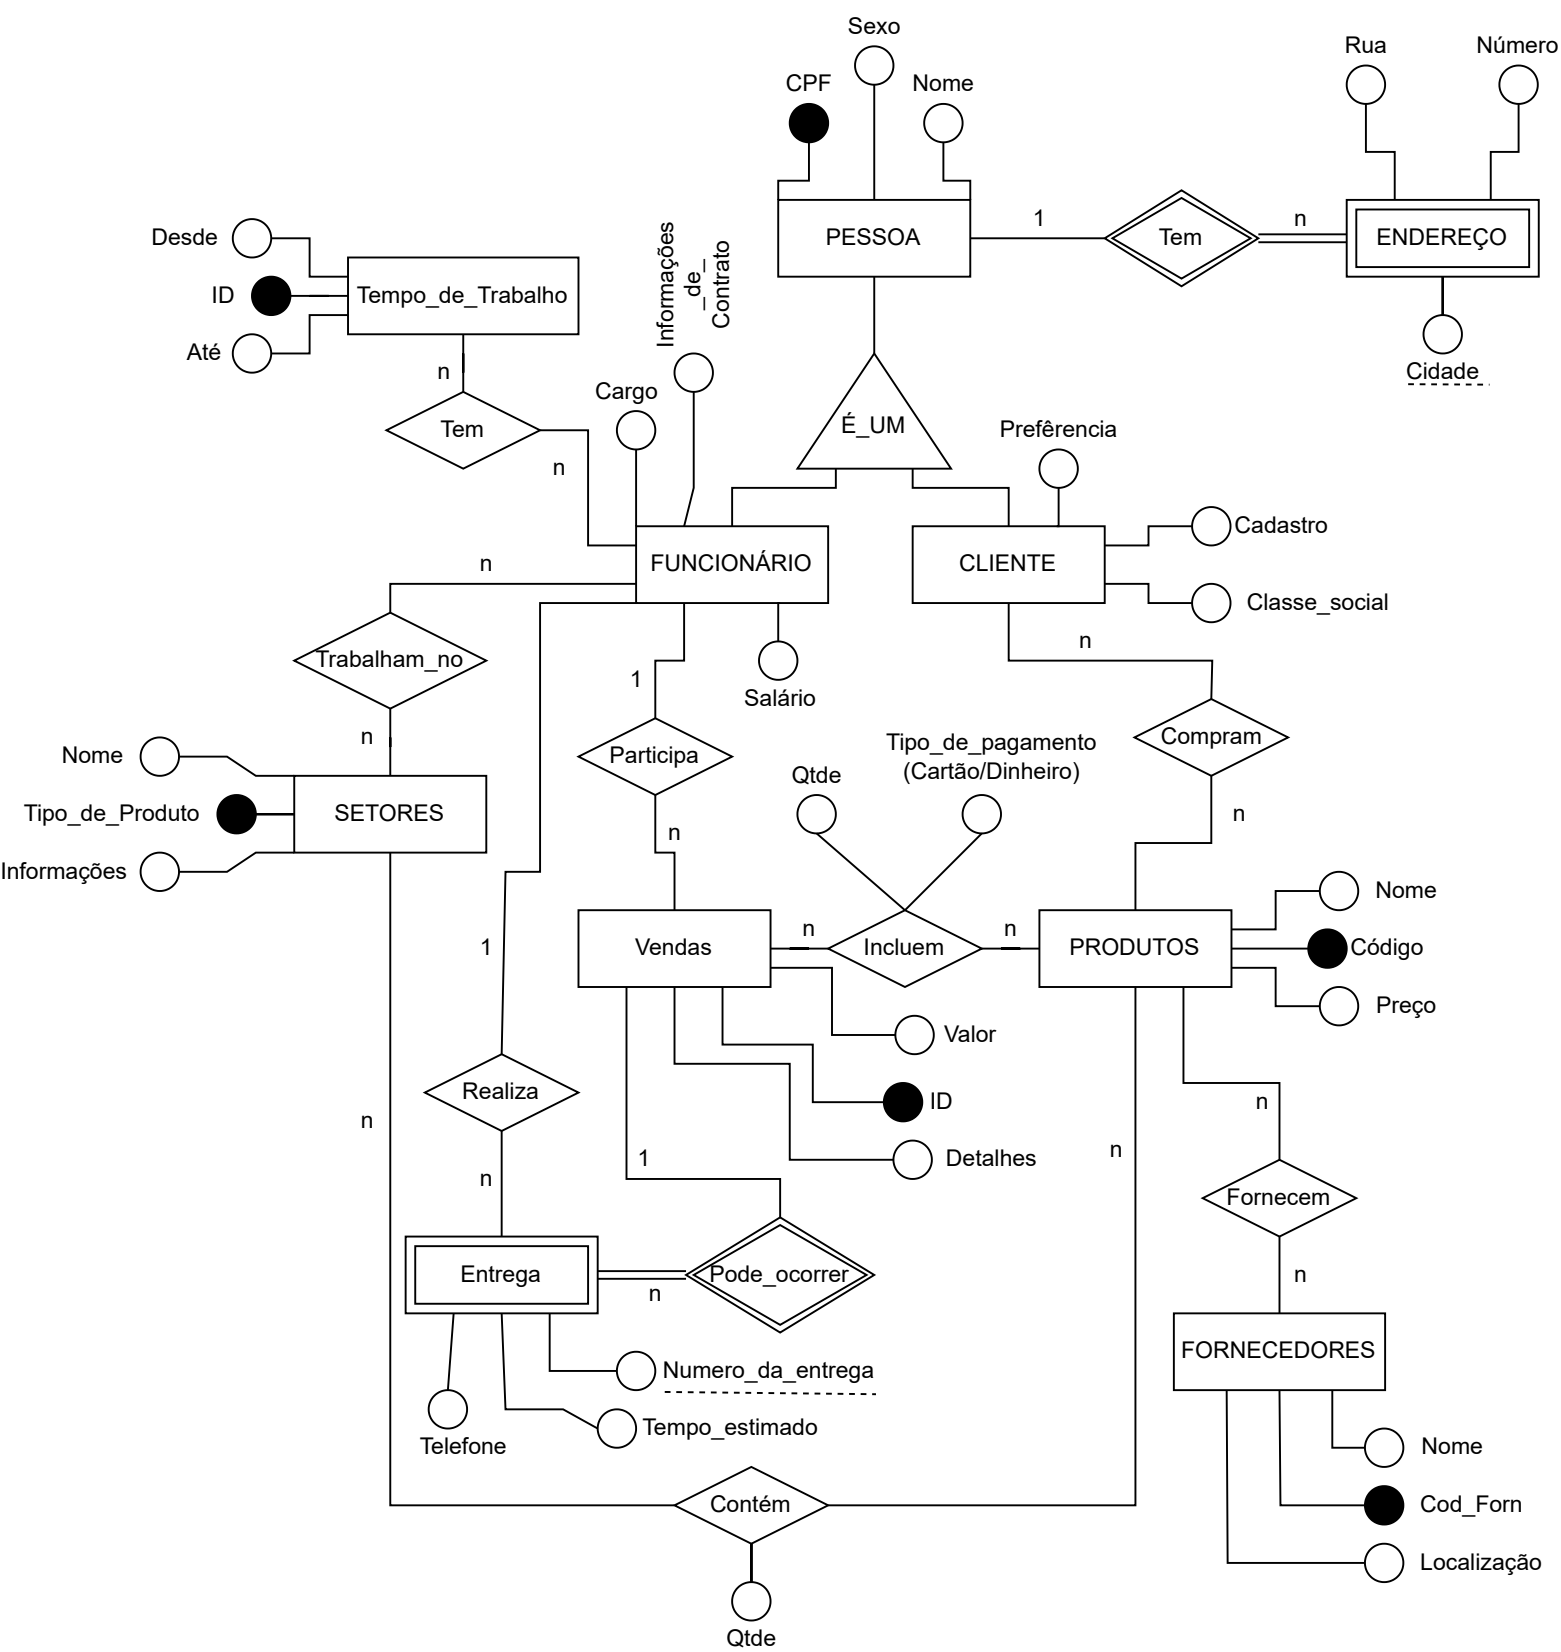 Sexo
Rua
Número
CPF
Nome
Desde
PESSOA
1
Tem
n
ENDEREÇO
Informações
_de_
Contrato
ID
Tempo_de_Trabalho
Até
n
Cidade
Cargo
Tem
É_UM
Prefêrencia
n
Cadastro
n
FUNCIONÁRIO
CLIENTE
Classe_social
n
Trabalham_no
1
Salário
n
Nome
Participa
Tipo_de_pagamento
(Cartão/Dinheiro)
Compram
Qtde
Tipo_de_Produto
SETORES
n
n
Informações
Nome
n
n
1
Vendas
Incluem
PRODUTOS
Código
Preço
Valor
Realiza
ID
n
n
n
1
Detalhes
n
Fornecem
Entrega
n
Pode_ocorrer
n
FORNECEDORES
Numero_da_entrega
Tempo_estimado
Telefone
Nome
Contém
Cod_Forn
Localização
Qtde